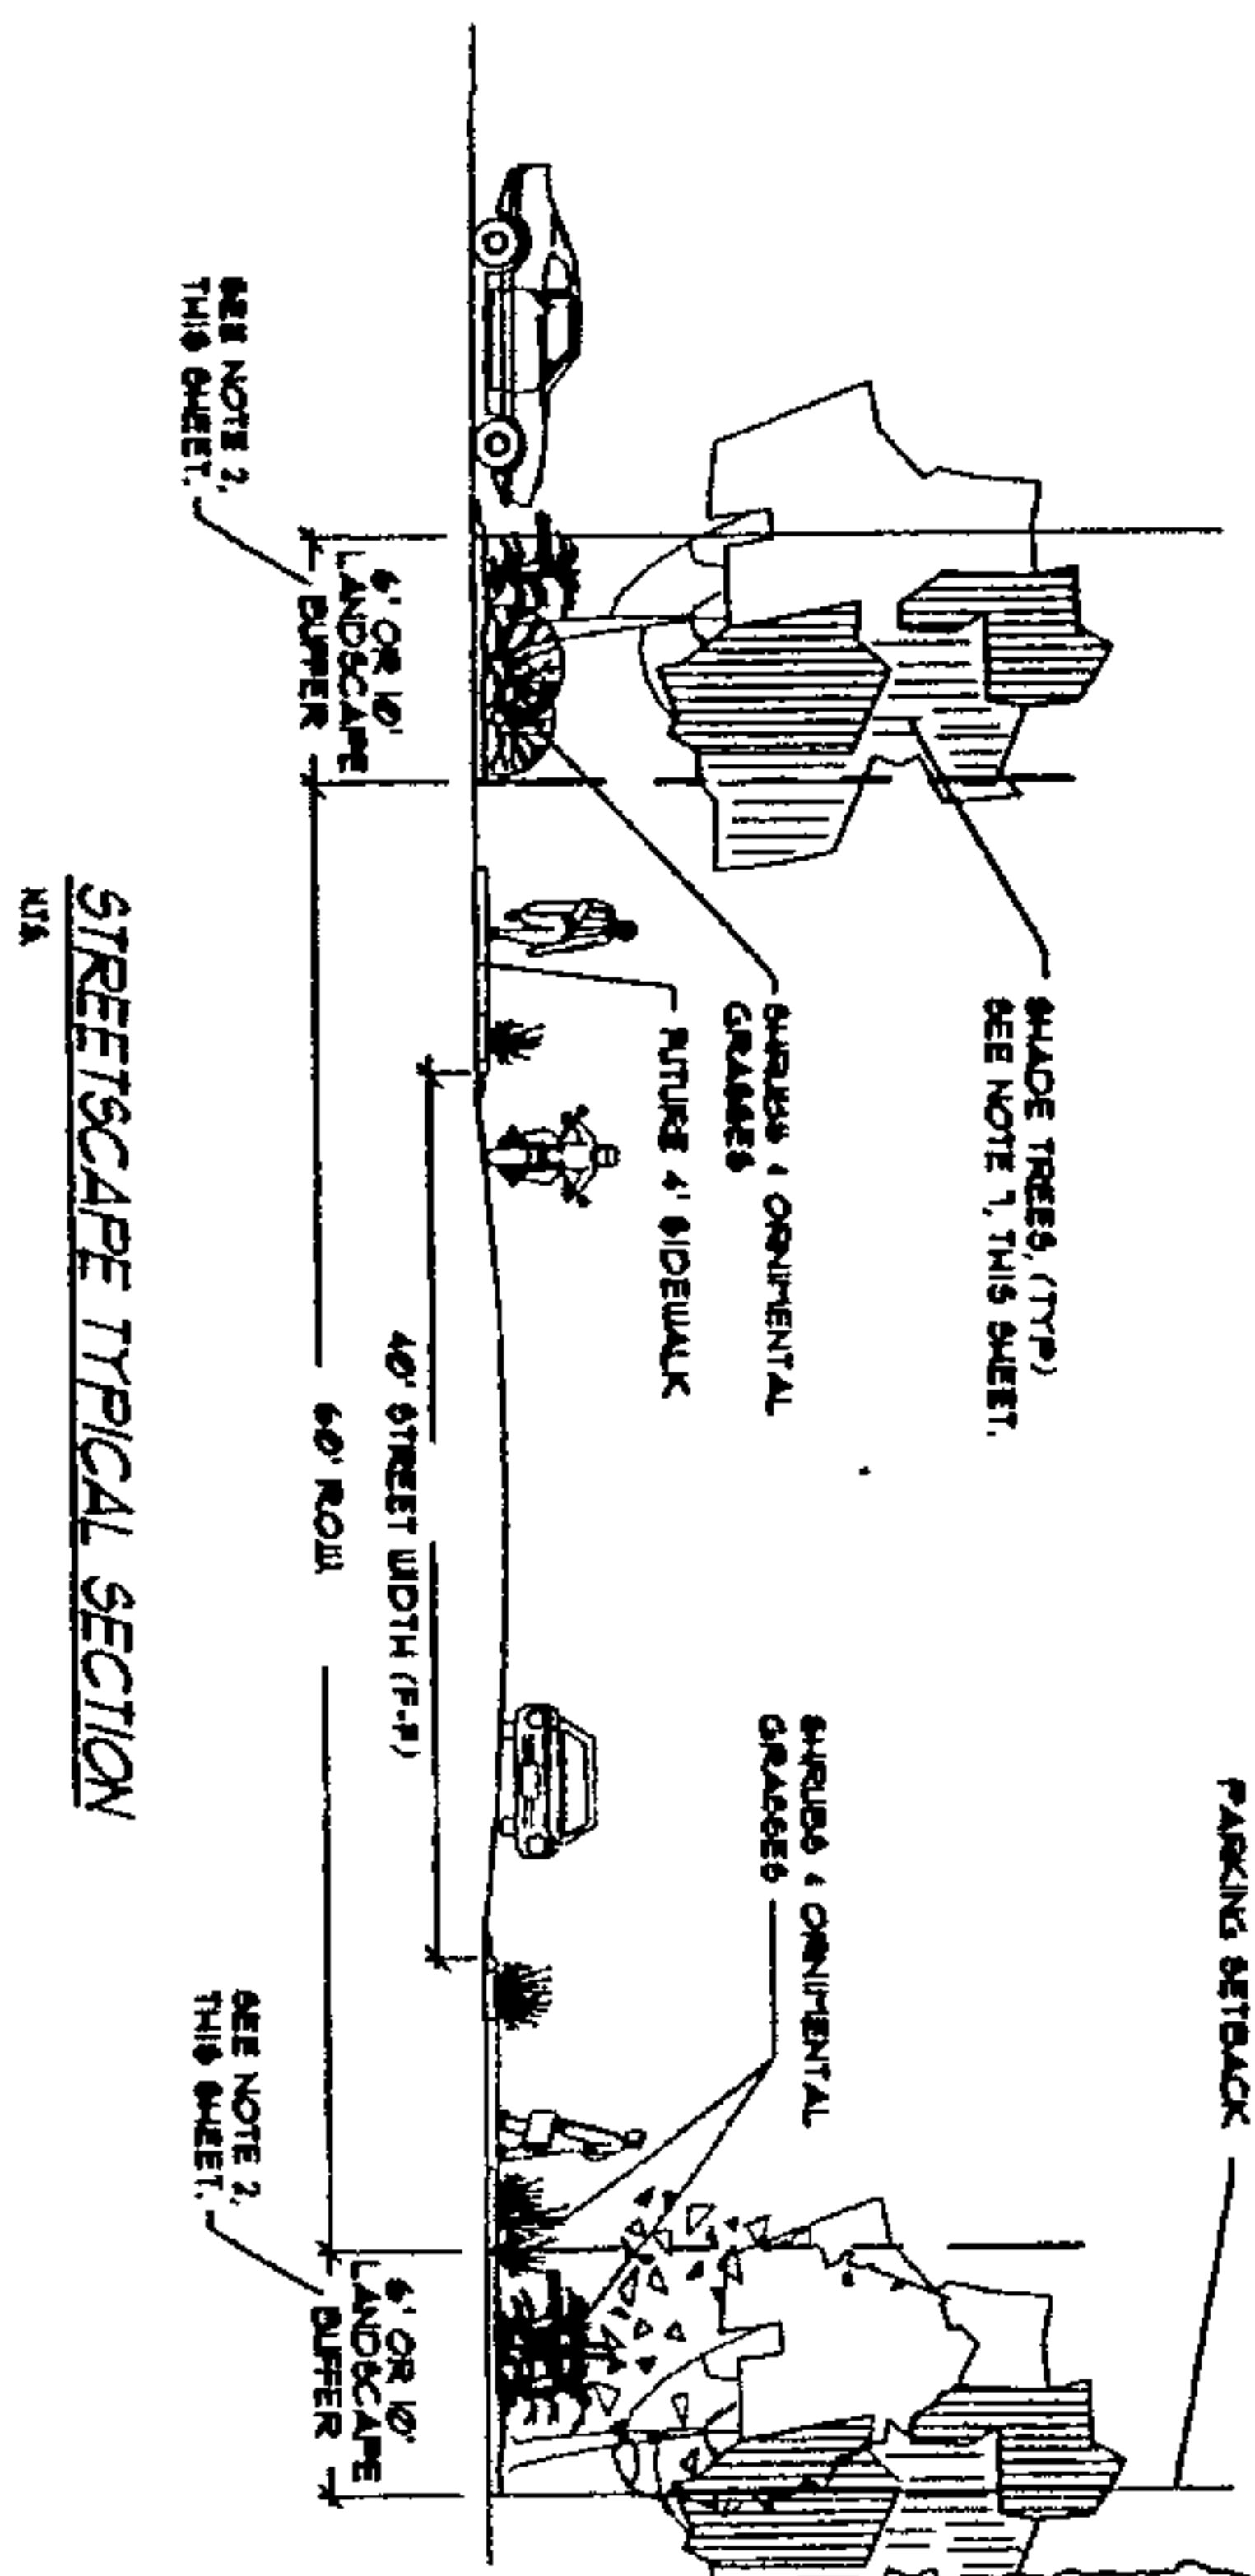 PARKING SETBACK
SHADE TREES, (TYP)
SEE NOTE 1, THIS SHEET.
SHRUBS & ORNIMENTAL
GRASSES
FUTURE 4' SIDEWALK
SHRUBS & ORNIMENTAL
GRASSES
40' STREET WIDTH (F-F)
6' OR 10'
LANDSCAPE
BUFFER
60' ROW
6' OR 10'
LANDSCAPE
BUFFER
SEE NOTE 2,
THIS SHEET.
SEE NOTE 2,
THIS SHEET.
STREETSCAPE TYPICAL SECTION
NTS